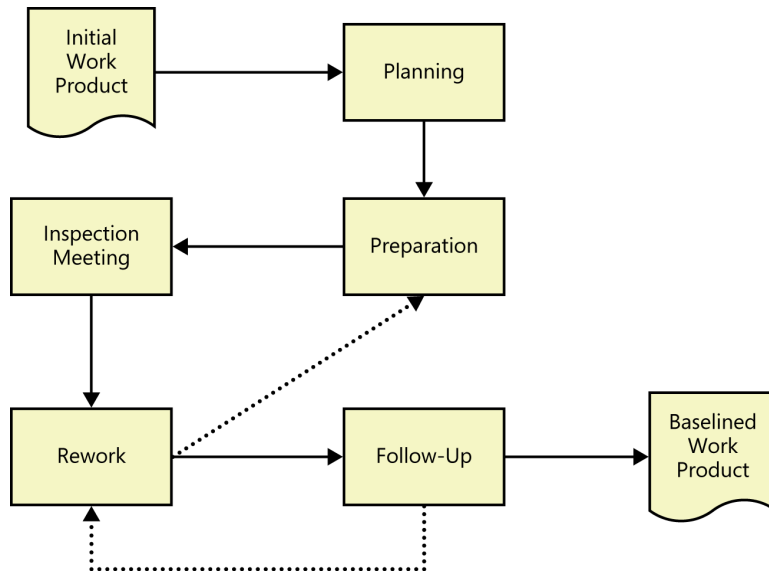 Initial
Work
Product
Planning
Inspection
Meeting
Preparation
Rework
Follow-Up
Baselined
Work
Product